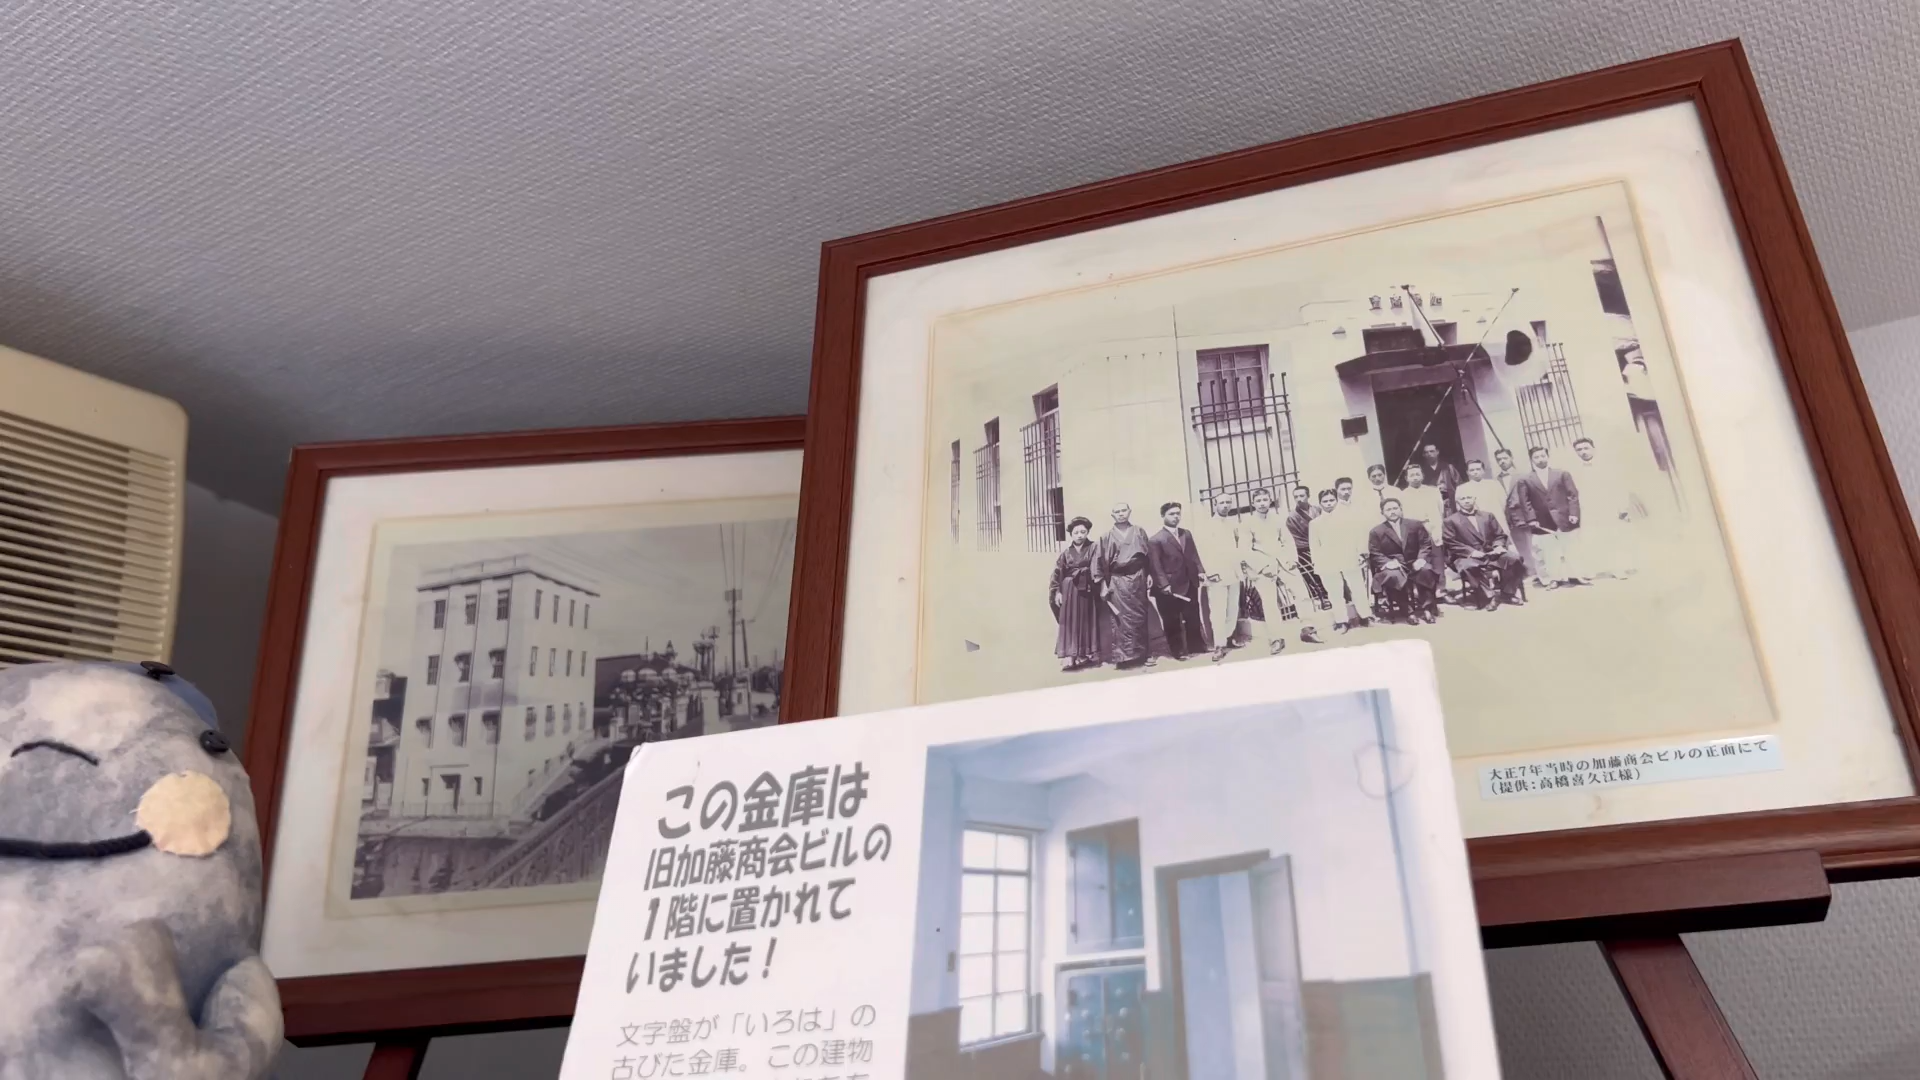 大正7年当時の加藤商会ビルの正面にて
(提供:高橋喜久江様)
この金庫は
旧加藤商会ビルの
1階に置かれて
いました!
文字盤が「いろは」の
古びた金庫。この建物